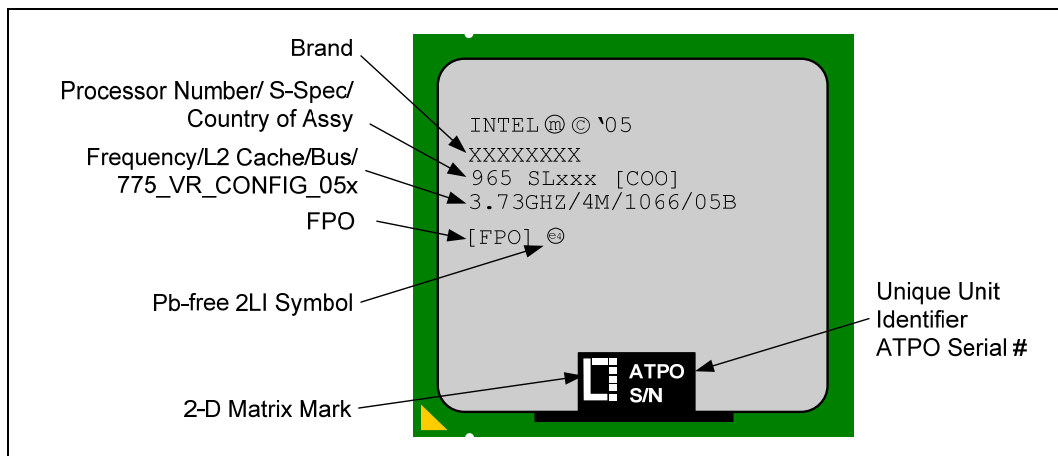 Brand
Processor Number/ S-Spec/
Country of Assy
Frequency/L2 Cache/Bus/
775_VR_CONFIG_05x
FPO
Pb-free 2LI Symbol
2-D Matrix Mark
INTEL ⓜ © '05
XXXXXXXX
965 SLxxx [COO]
3.73GHZ/4M/1066/05B
[FPO] e4
ATPO
S/N
Unique Unit
Identifier
ATPO Serial #